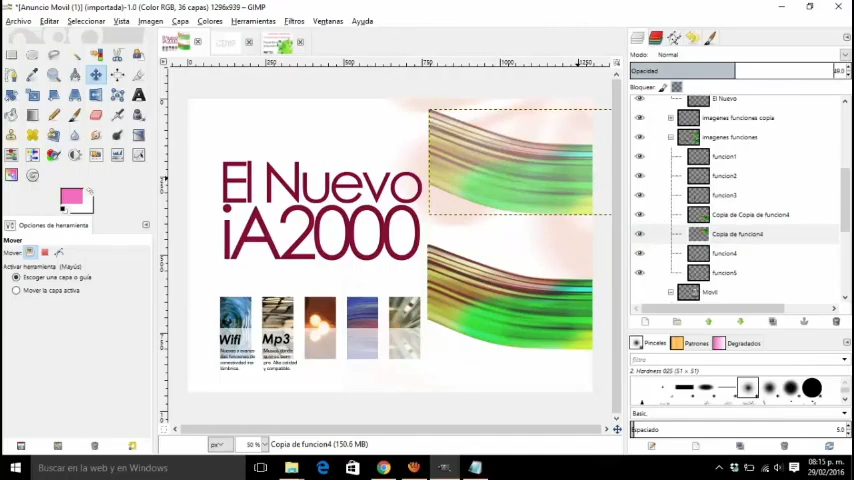 *[Anuncio Movil (1)] (importada)-1.0 (Color RGB, 36 capas) 1296x939 – GIMP
Archivo Editar Seleccionar Vista Imagen Capa Colores Herramientas Filtros Ventanas Ayuda
Modo: Normal
Opacidad 49.0
Bloquear:
El Nuevo
imagenes funciones copia
imagenes funciones
funcion1
funcion2
funcion3
Copia de Copia de funcion4
Copia de funcion4
funcion4
funcion5
Movil
El Nuevo
iA2000
Wifi
Mp3
Opciones de herramienta
Mover
Mover:
Activar herramienta (Mayús)
Escoger una capa o guía
Mover la capa activa
Pinceles Patrones Degradados
filtro
2. Hardness 025 (51 × 51)
Basic.
Espaciado 5.0
px 50 % Copia de funcion4 (150.6 MB)
Buscar en la web y en Windows
08:15 p. m.
29/02/2016